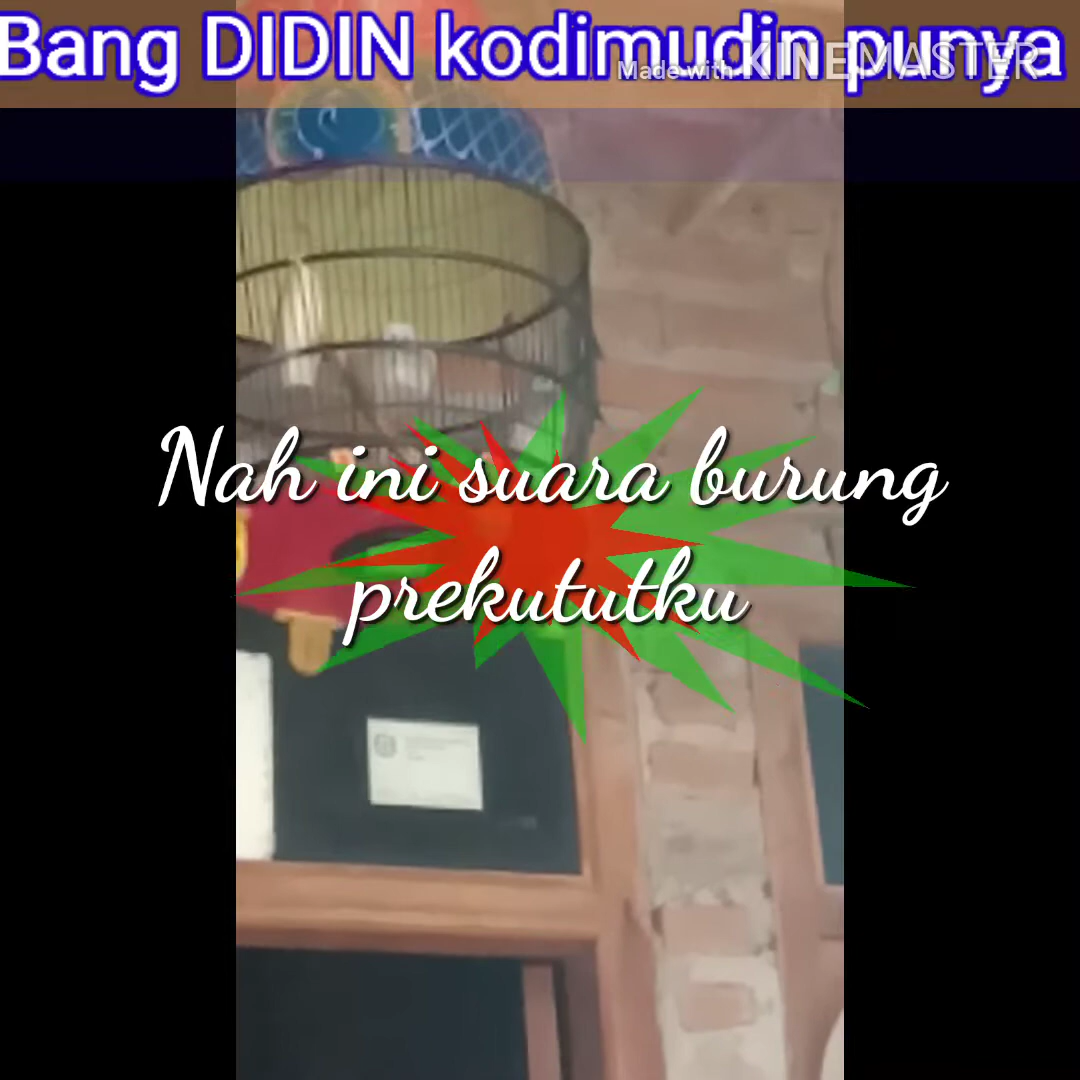 Bang DIDIN kodimudin punya
Made with KINEMASTER
Nah ini suara burung
prekututku